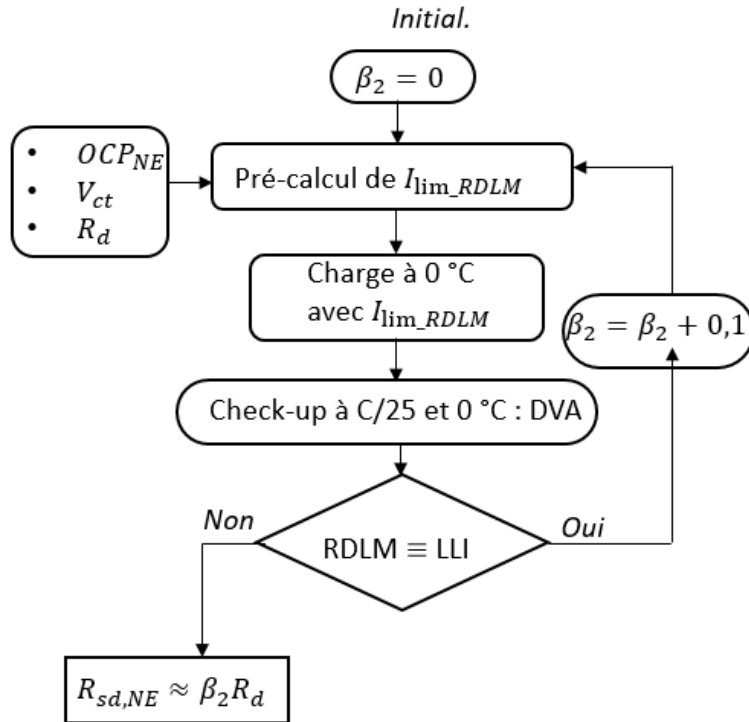 Initial.
β₂ = 0
• OCP_NE
• V_ct
• R_d
Pré-calcul de I_lim_RDLM
Charge à 0 °C
avec I_lim_RDLM
β₂ = β₂ + 0,1
Check-up à C/25 et 0 °C : DVA
Non
RDLM ≡ LLI
Oui
R_sd,NE ≈ β₂R_d